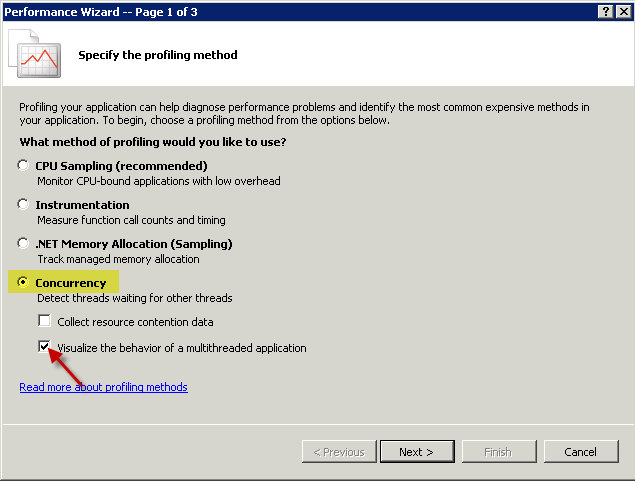 Performance Wizard -- Page 1 of 3
Specify the profiling method
Profiling your application can help diagnose performance problems and identify the most common expensive methods in
your application. To begin, choose a profiling method from the options below.
What method of profiling would you like to use?
CPU Sampling (recommended)
Monitor CPU-bound applications with low overhead
Instrumentation
Measure function call counts and timing
.NET Memory Allocation (Sampling)
Track managed memory allocation
Concurrency
Detect threads waiting for other threads
Collect resource contention data
Visualize the behavior of a multithreaded application
Read more about profiling methods
< Previous
Next >
Finish
Cancel